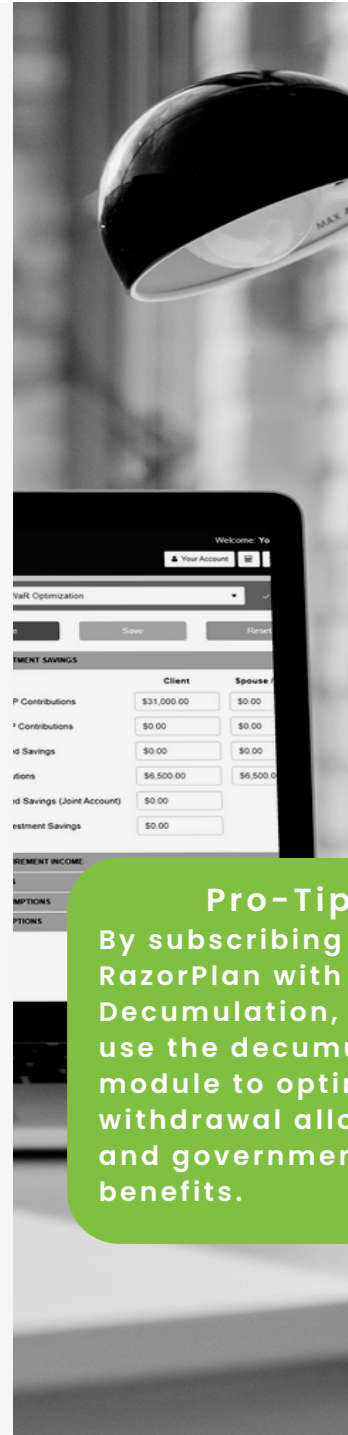 MAX
Welcome: Yo
Your Account
WaR Optimization
Save
Reset
TMENT SAVINGS
Client Spouse /
P Contributions $31,000.00 $0.00
P Contributions $0.00 $0.00
d Savings $0.00 $0.00
utions $6,500.00 $6,500.0
d Savings (Joint Account) $0.00
estment Savings $0.00
IREMENT INCOME
S
MPTIONS
PTIONS
Pro-Tip
By subscribing
RazorPlan with
Decumulation,
use the decumu
module to optim
withdrawal allo
and governmen
benefits.